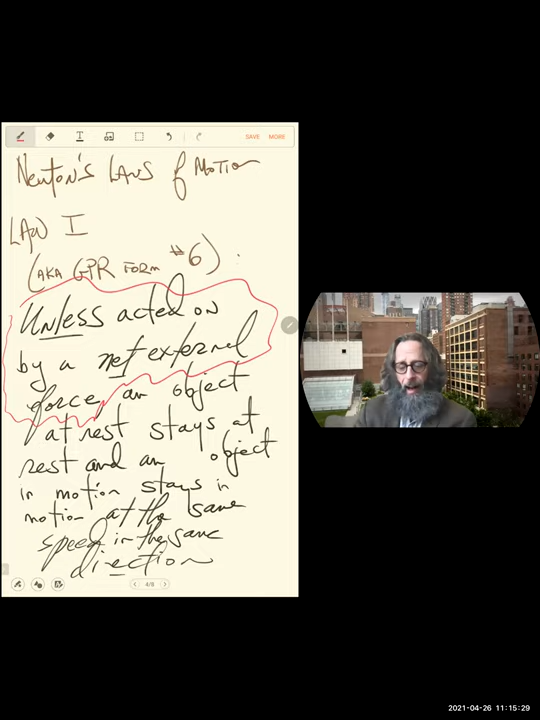 SAVE MORE
Newton's LAWS of MOTION
LAW I
(AKA GPR FORM #6).
UNLESS acted on
by a net external
force, an object
at rest stays at
rest and an object
in motion stays in
motion at the same
speed in the same
direction
4/8
2021-04-26 11:15:29